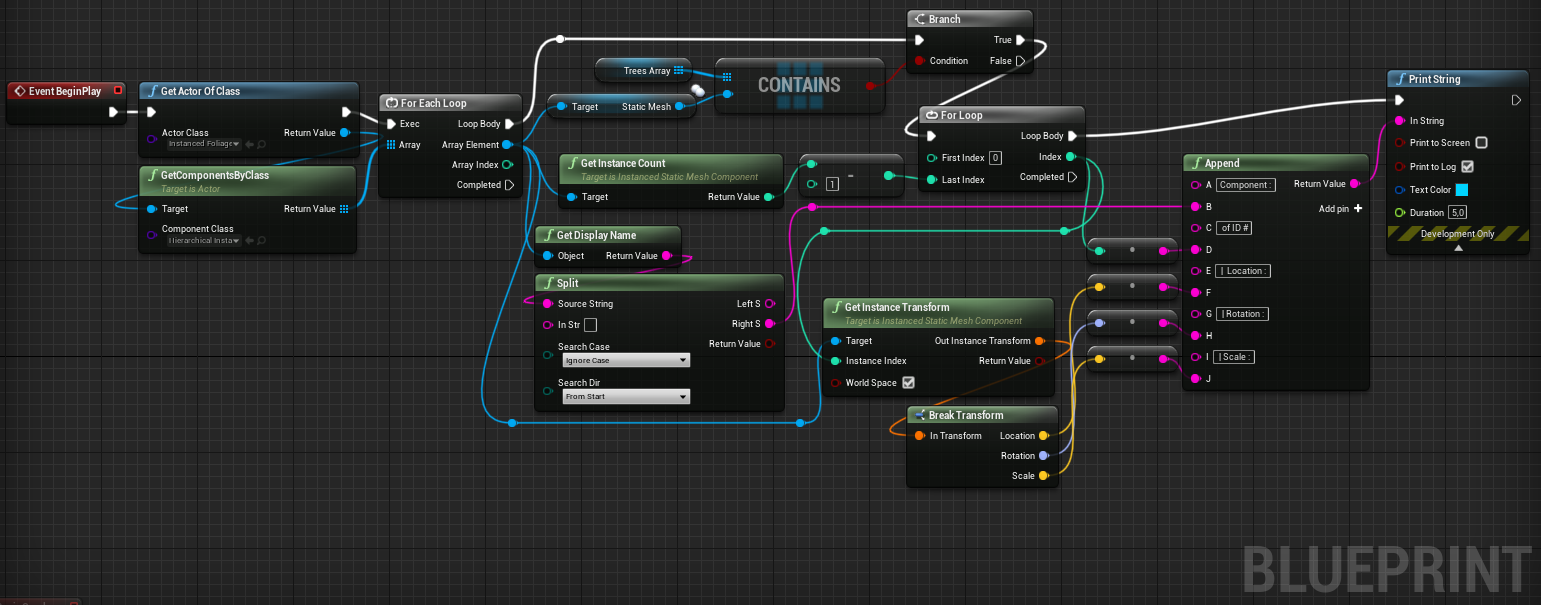 Event BeginPlay
Get Actor Of Class
Actor Class
Instanced Foliage
Return Value
GetComponentsByClass
Target is Actor
Target
Return Value
Component Class
Hierarchical Insta
For Each Loop
Exec
Loop Body
Array
Array Element
Array Index
Completed
Trees Array
Target
Static Mesh
CONTAINS
Branch
True
Condition
False
Get Instance Count
Target is Instanced Static Mesh Component
Target
Return Value
1
-
For Loop
Loop Body
First Index 0
Index
Last Index
Completed
Get Display Name
Object
Return Value
Split
Source String
Left S
In Str
Right S
Search Case
Return Value
Ignore Case
Search Dir
From Start
Get Instance Transform
Target is Instanced Static Mesh Component
Target
Out Instance Transform
Instance Index
Return Value
World Space
Break Transform
In Transform
Location
Rotation
Scale
Append
A Component :
Return Value
B
Add pin +
C of ID #
D
E | Location :
F
G | Rotation :
H
I | Scale :
J
Print String
In String
Print to Screen
Print to Log
Text Color
Duration 5,0
Development Only
BLUEPRINT